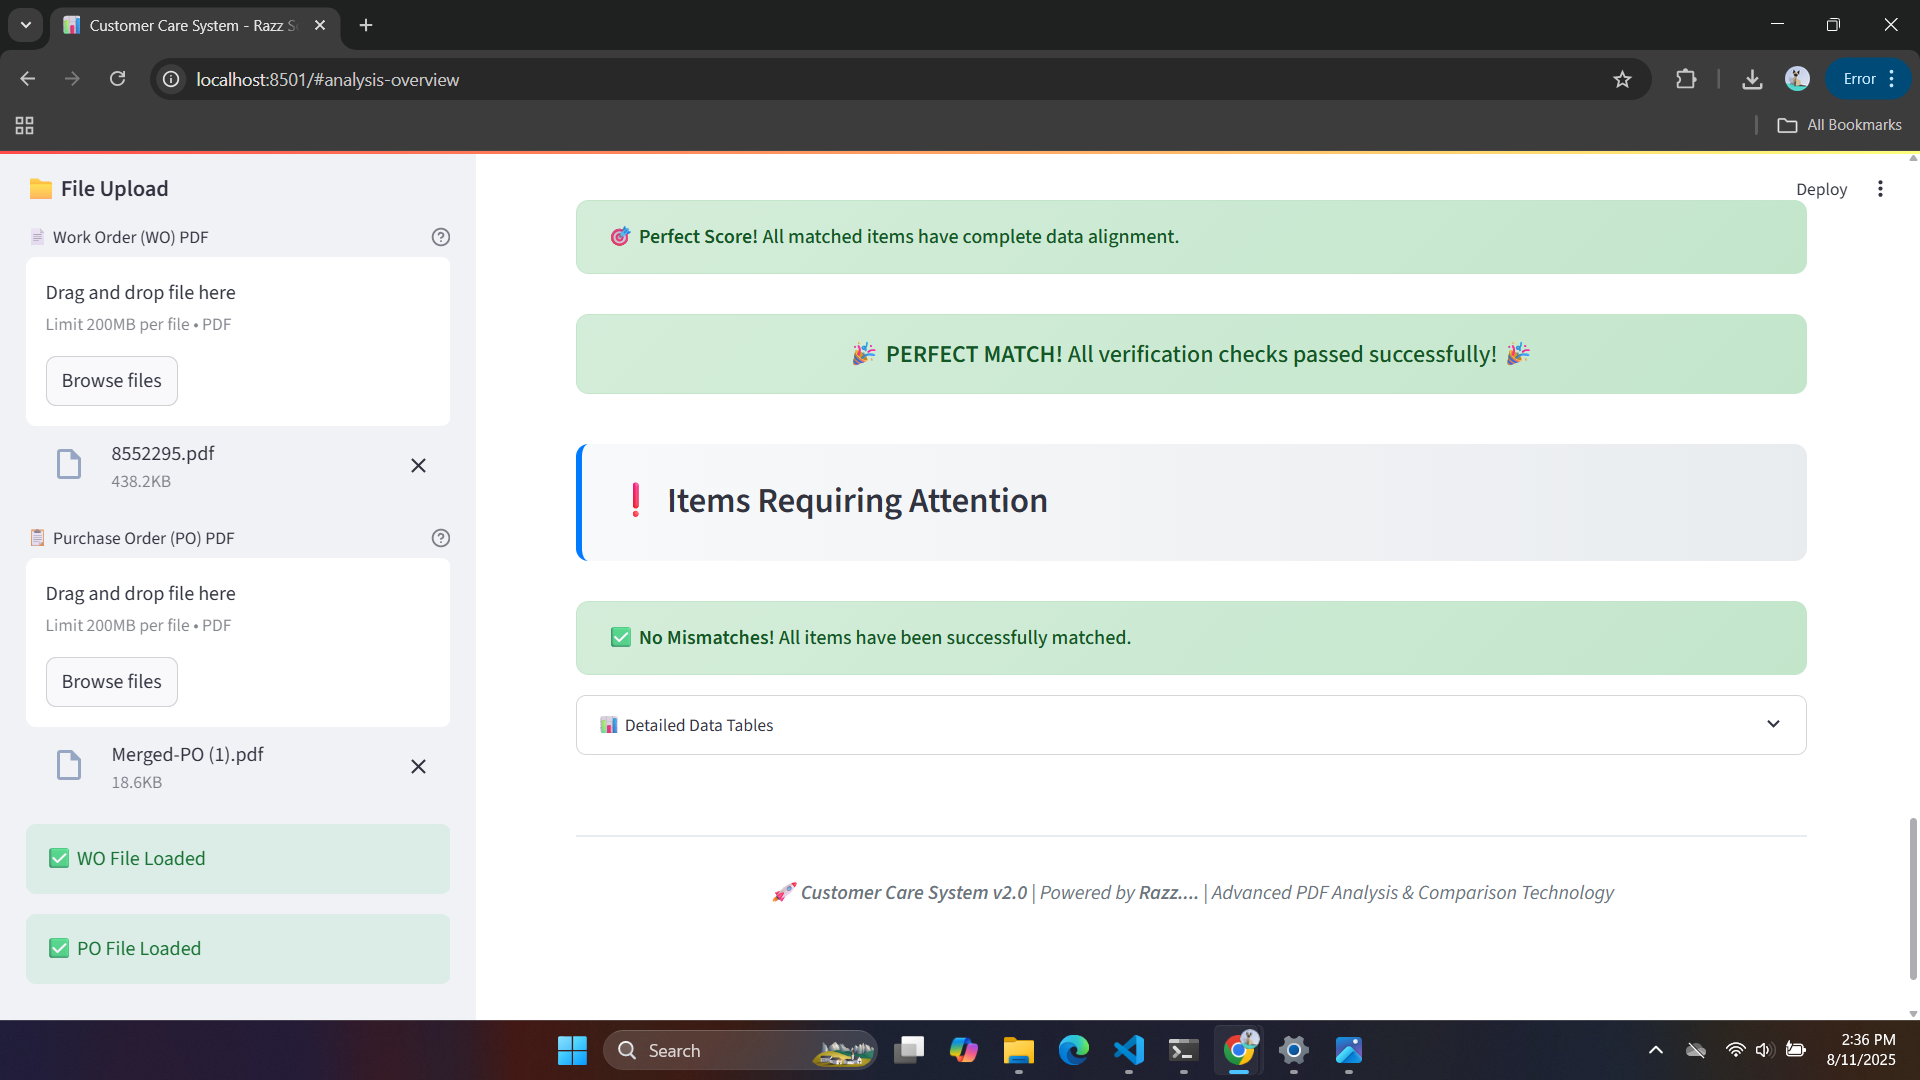 Customer Care System - Razz S
localhost:8501/#analysis-overview
Error
All Bookmarks
File Upload
Work Order (WO) PDF
Drag and drop file here
Limit 200MB per file • PDF
Browse files
8552295.pdf
438.2KB
Purchase Order (PO) PDF
Drag and drop file here
Limit 200MB per file • PDF
Browse files
Merged-PO (1).pdf
18.6KB
WO File Loaded
PO File Loaded
Deploy
Perfect Score! All matched items have complete data alignment.
PERFECT MATCH! All verification checks passed successfully!
Items Requiring Attention
No Mismatches! All items have been successfully matched.
Detailed Data Tables
Customer Care System v2.0 | Powered by Razz.... | Advanced PDF Analysis & Comparison Technology
Search
2:36 PM
8/11/2025